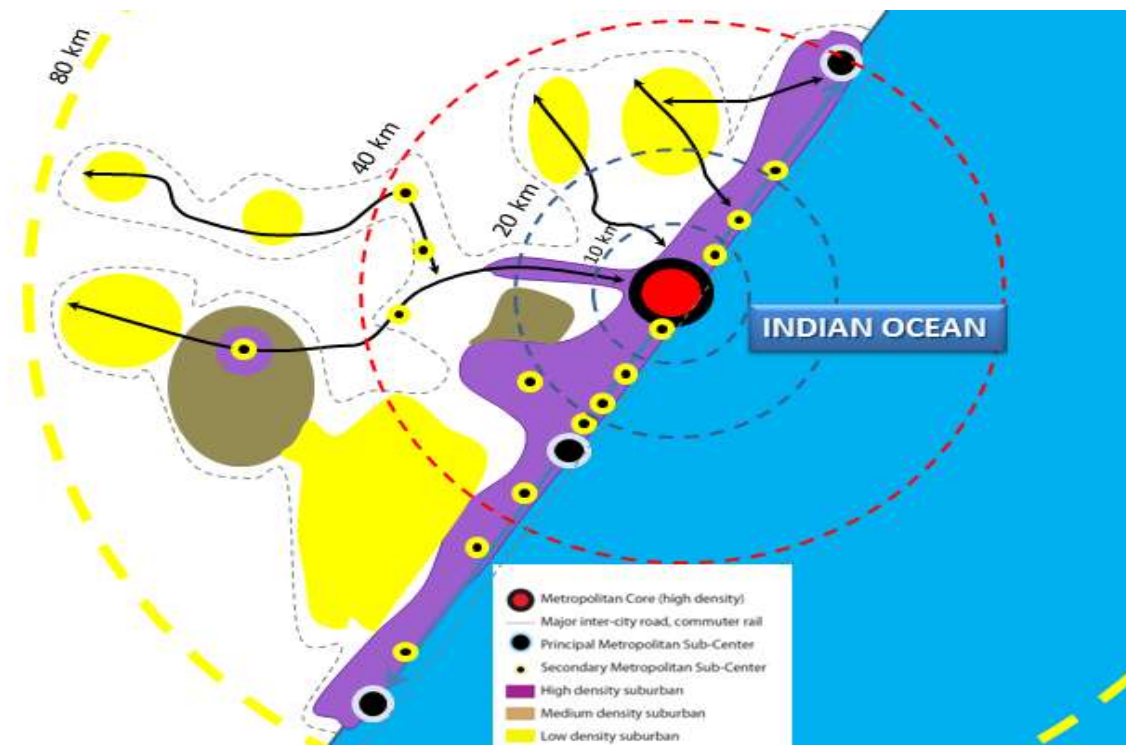 80 km
40 km
20 km
10 km
INDIAN OCEAN
Metropolitan Core (high density)
Major inter-city road, commuter rail
Principal Metropolitan Sub-Center
Secondary Metropolitan Sub-Center
High density suburban
Medium density suburban
Low density suburban